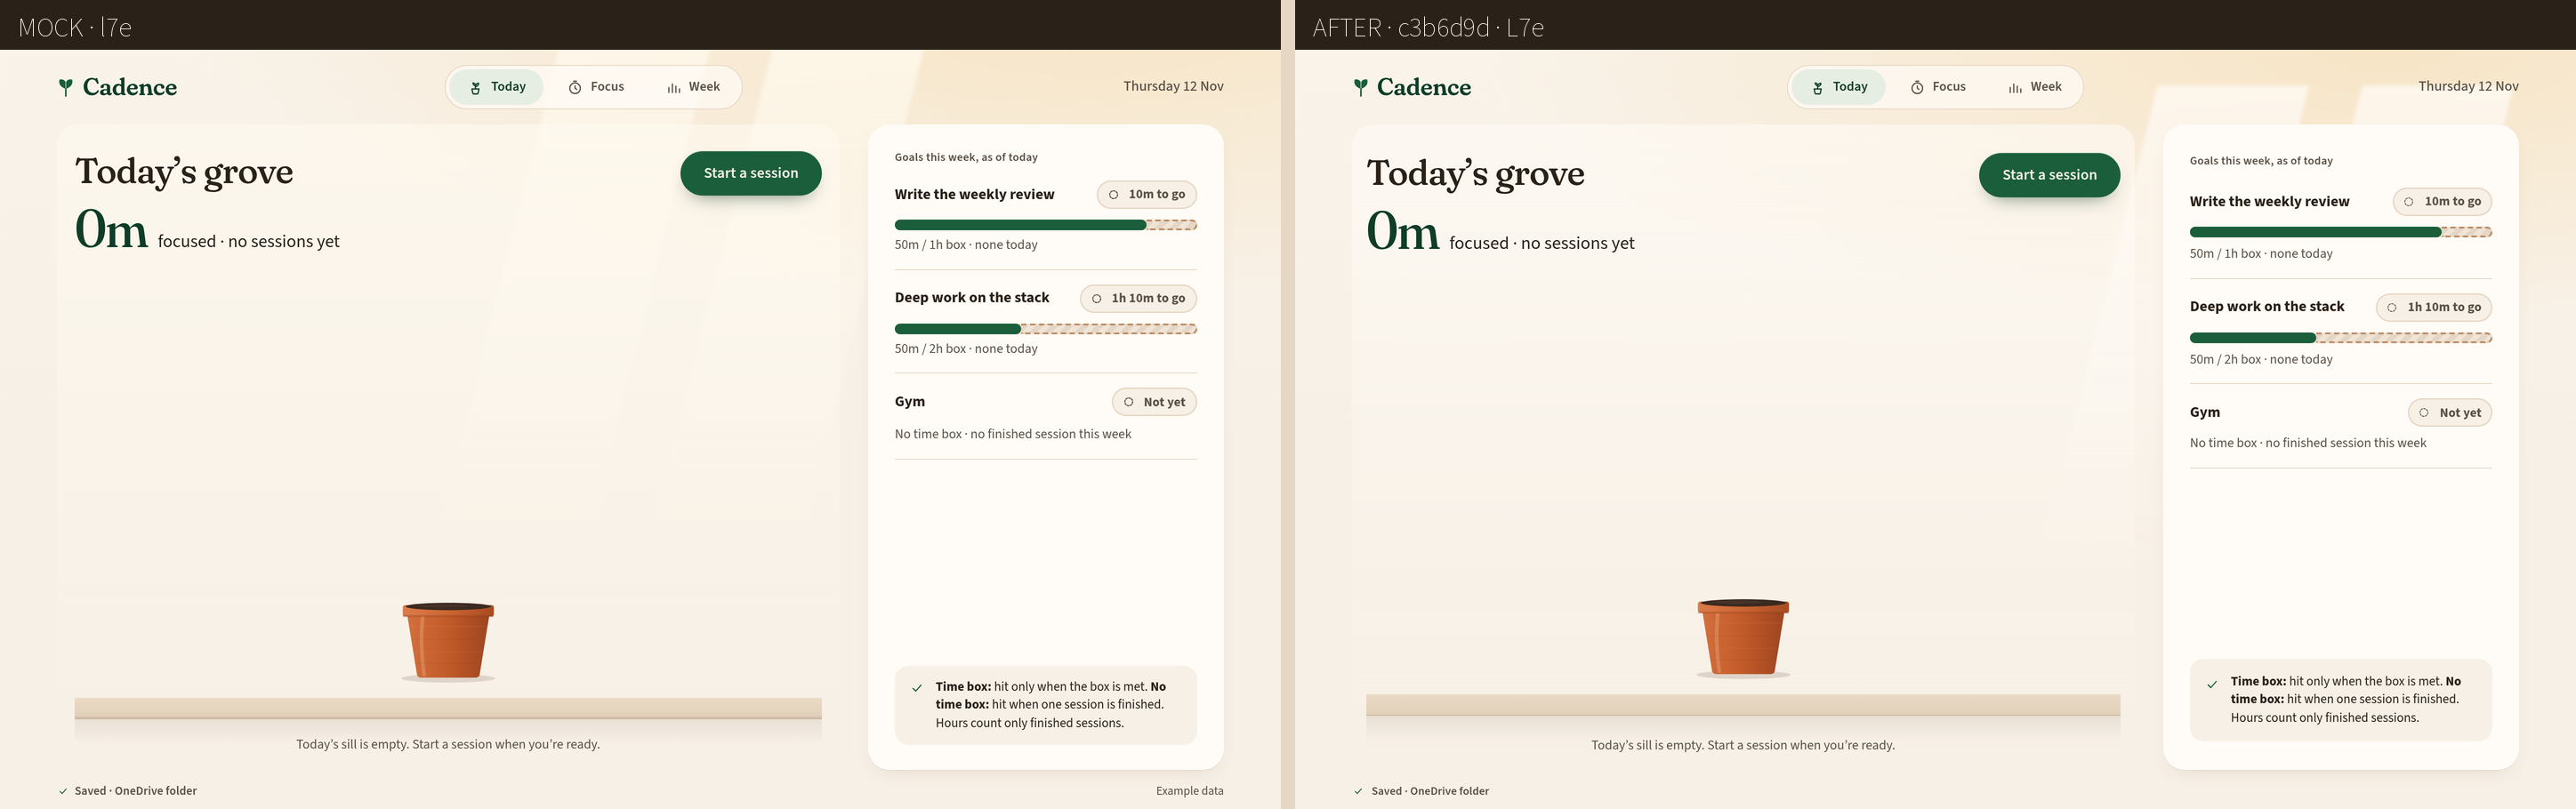 MOCK · l7e
Cadence
Today
Focus
Week
Thursday 12 Nov
Today’s grove
Start a session
0m focused · no sessions yet
Goals this week, as of today
Write the weekly review
10m to go
50m / 1h box · none today
Deep work on the stack
1h 10m to go
50m / 2h box · none today
Gym
Not yet
No time box · no finished session this week
Time box: hit only when the box is met. No
time box: hit when one session is finished.
Hours count only finished sessions.
Today’s sill is empty. Start a session when you’re ready.
Saved · OneDrive folder
Example data
AFTER · c3b6d9d · L7e
Cadence
Today
Focus
Week
Thursday 12 Nov
Today’s grove
Start a session
0m focused · no sessions yet
Goals this week, as of today
Write the weekly review
10m to go
50m / 1h box · none today
Deep work on the stack
1h 10m to go
50m / 2h box · none today
Gym
Not yet
No time box · no finished session this week
Time box: hit only when the box is met. No
time box: hit when one session is finished.
Hours count only finished sessions.
Today’s sill is empty. Start a session when you’re ready.
Saved · OneDrive folder